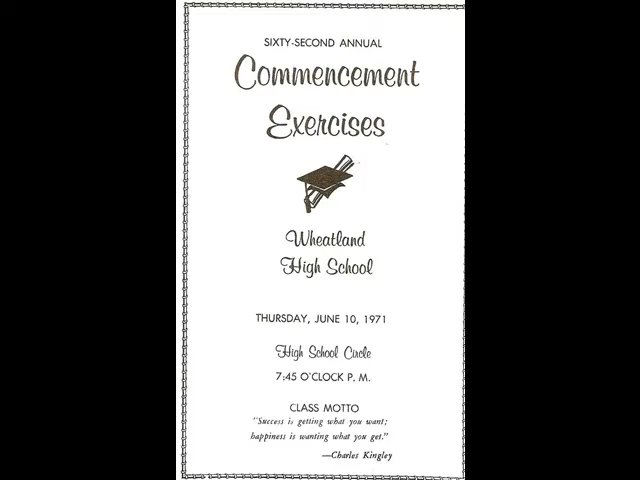 SIXTY-SECOND ANNUAL
Commencement
Exercises
Wheatland
High School
THURSDAY, JUNE 10, 1971
High School Circle
7:45 O'CLOCK P. M.
CLASS MOTTO
"Success is getting what you want;
happiness is wanting what you get."
—Charles Kingley